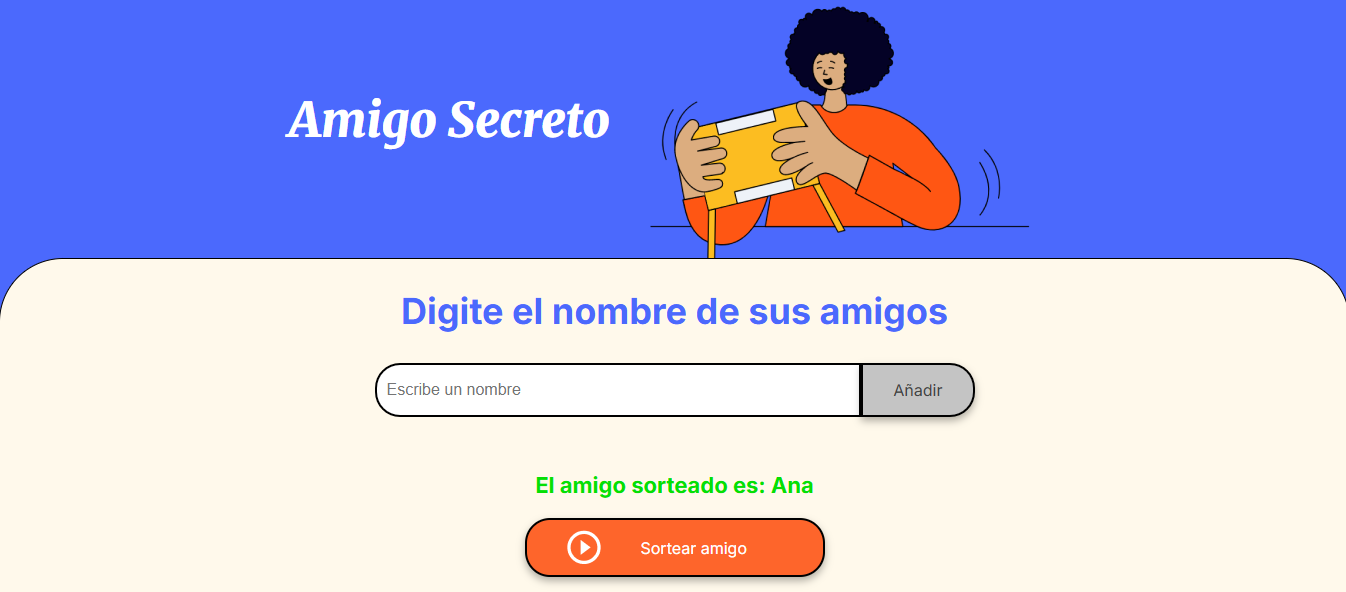 Amigo Secreto
Digite el nombre de sus amigos
Escribe un nombre
Añadir
El amigo sorteado es: Ana
Sortear amigo